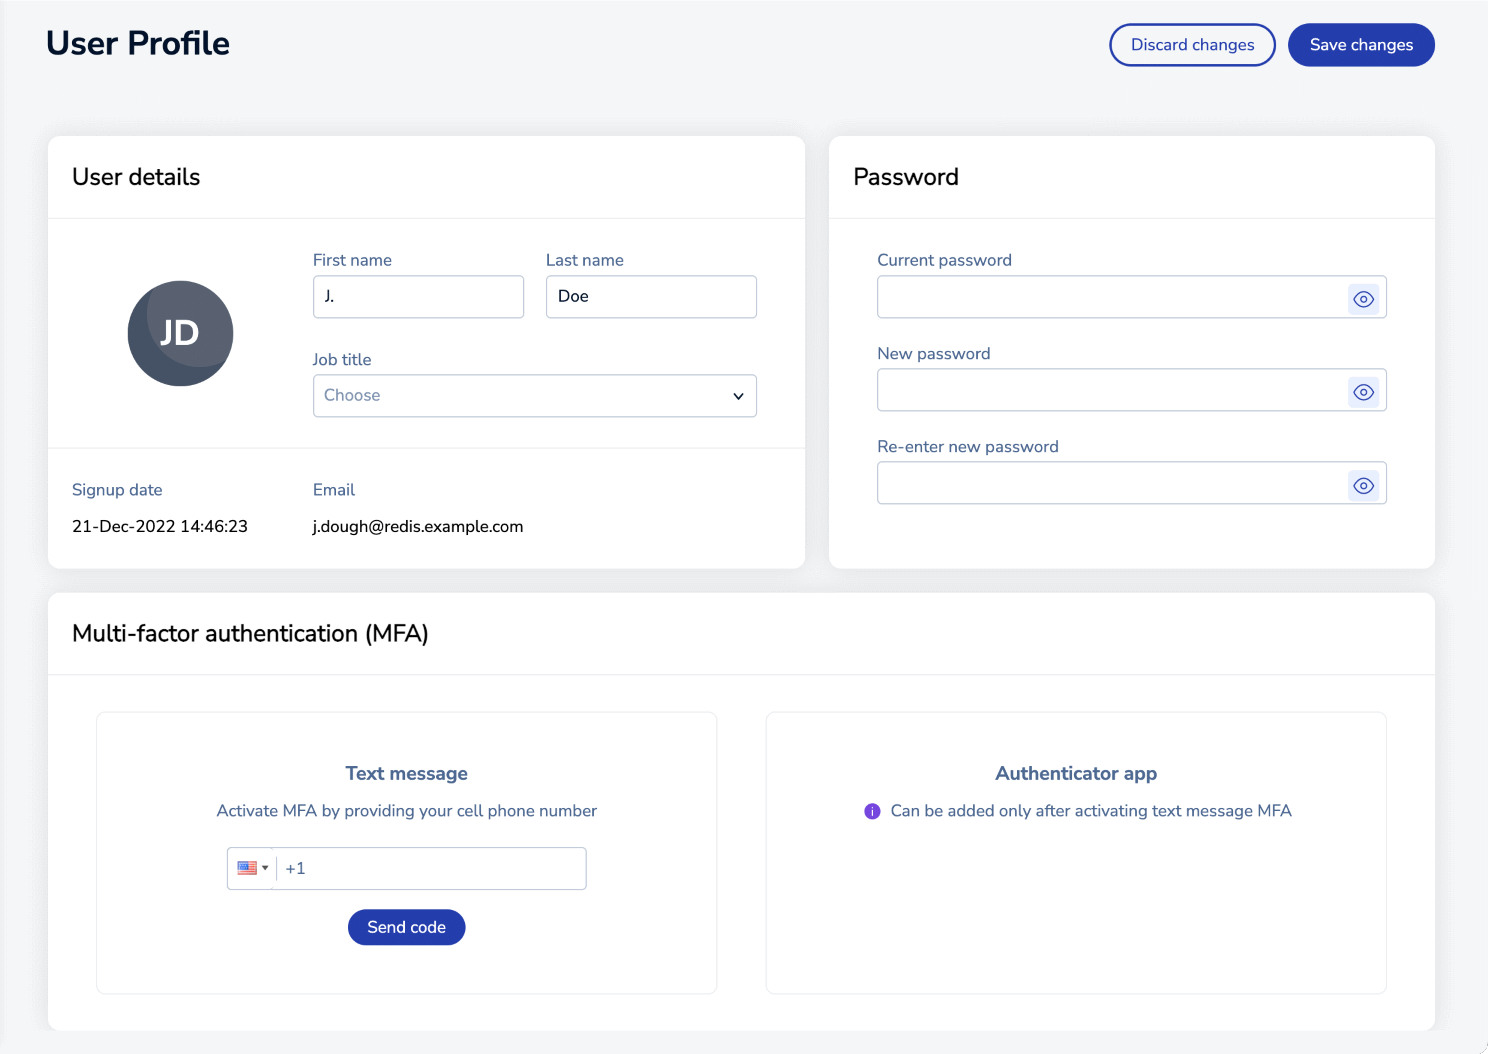 User Profile
Discard changes
Save changes
User details
JD
First name
Last name
J.
Doe
Job title
Choose
Signup date
Email
21-Dec-2022 14:46:23
j.dough@redis.example.com
Password
Current password
New password
Re-enter new password
Multi-factor authentication (MFA)
Text message
Activate MFA by providing your cell phone number
+1
Send code
Authenticator app
i Can be added only after activating text message MFA